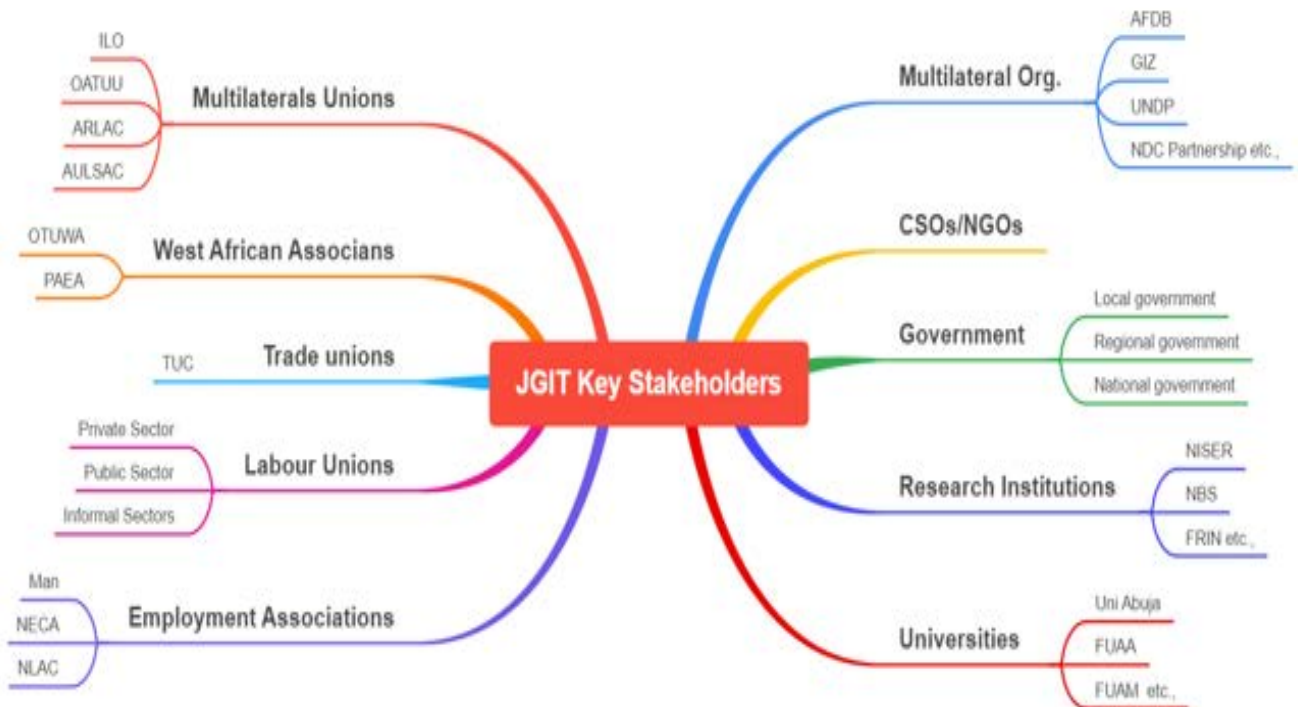 JGIT Key Stakeholders
Multilaterals Unions
ILO
OATUU
ARLAC
AULSAC
West African Associans
OTUWA
PAEA
Trade unions
TUC
Labour Unions
Private Sector
Public Sector
Informal Sectors
Employment Associations
Man
NECA
NLAC
Multilateral Org.
AFDB
GIZ
UNDP
NDC Partnership etc.,
CSOs/NGOs
Government
Local government
Regional government
National government
Research Institutions
NISER
NBS
FRIN etc.,
Universities
Uni Abuja
FUAA
FUAM etc.,